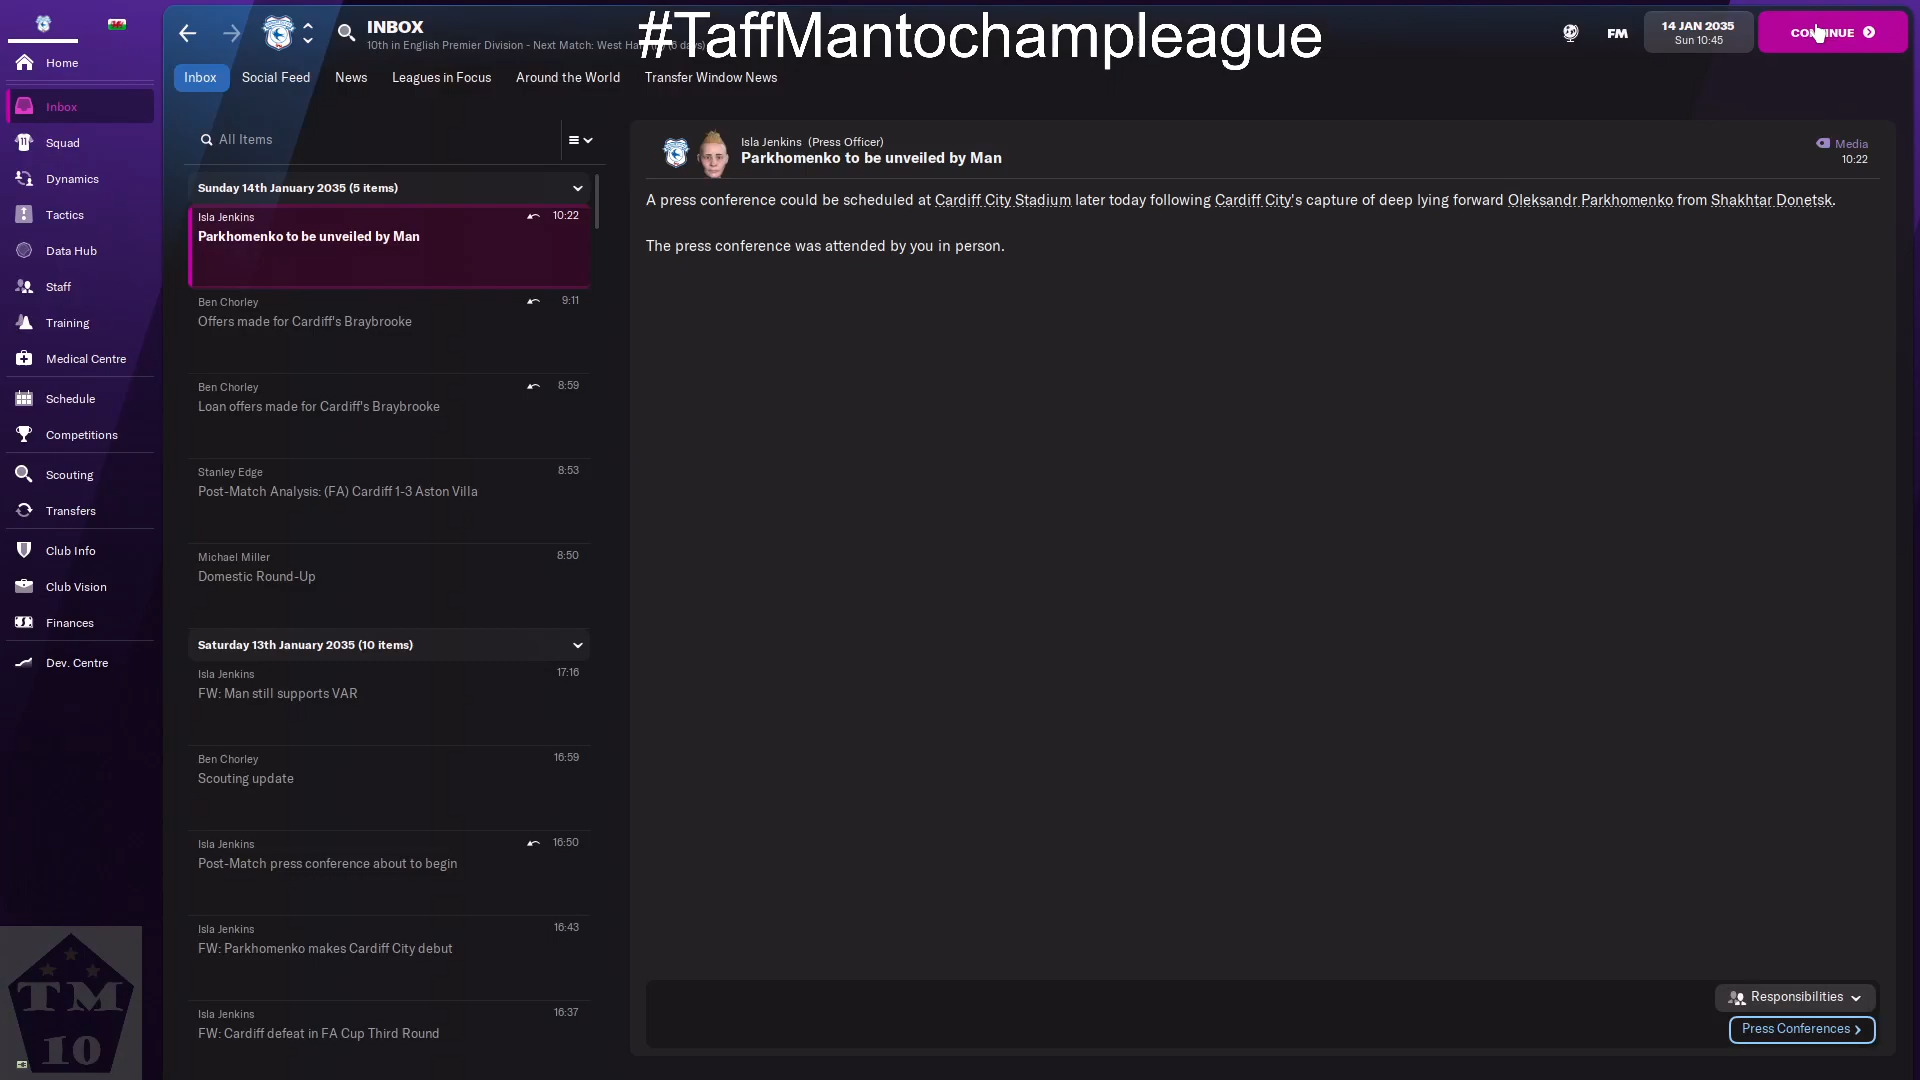 #TaffMantochampleague
INBOX
10th in English Premier Division - Next Match: West Ha
14 JAN 2035
Sun 10:45
FM
CONTINUE
Inbox
Social Feed
News
Leagues in Focus
Around the World
Transfer Window News
Home
Inbox
Squad
Dynamics
Tactics
Data Hub
Staff
Training
Medical Centre
Schedule
Competitions
Scouting
Transfers
Club Info
Club Vision
Finances
Dev. Centre
TM
10
All Items
Sunday 14th January 2035 (5 items)
Isla Jenkins 10:22
Parkhomenko to be unveiled by Man
Ben Chorley 9:11
Offers made for Cardiff's Braybrooke
Ben Chorley 8:59
Loan offers made for Cardiff's Braybrooke
Stanley Edge 8:53
Post-Match Analysis: (FA) Cardiff 1-3 Aston Villa
Michael Miller 8:50
Domestic Round-Up
Saturday 13th January 2035 (10 items)
Isla Jenkins 17:16
FW: Man still supports VAR
Ben Chorley 16:59
Scouting update
Isla Jenkins 16:50
Post-Match press conference about to begin
Isla Jenkins 16:43
FW: Parkhomenko makes Cardiff City debut
Isla Jenkins 16:37
FW: Cardiff defeat in FA Cup Third Round
Isla Jenkins (Press Officer)
Parkhomenko to be unveiled by Man
Media
10:22
A press conference could be scheduled at Cardiff City Stadium later today following Cardiff City's capture of deep lying forward Oleksandr Parkhomenko from Shakhtar Donetsk.
The press conference was attended by you in person.
Responsibilities
Press Conferences